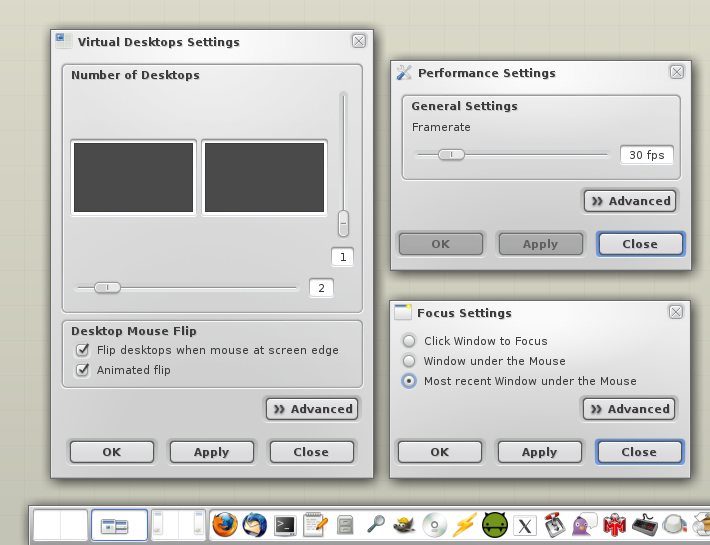 Virtual Desktops Settings
Number of Desktops
1
2
Desktop Mouse Flip
Flip desktops when mouse at screen edge
Animated flip
Advanced
OK Apply Close
Performance Settings
General Settings
Framerate
30 fps
Advanced
OK Apply Close
Focus Settings
Click Window to Focus
Window under the Mouse
Most recent Window under the Mouse
Advanced
OK Apply Close
X